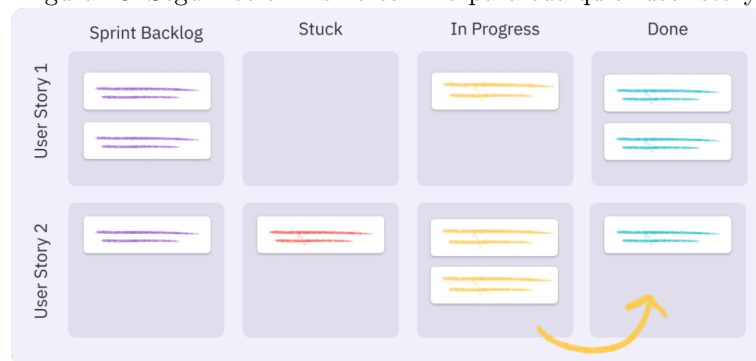 Sprint Backlog
Stuck
In Progress
Done
User Story 1
User Story 2